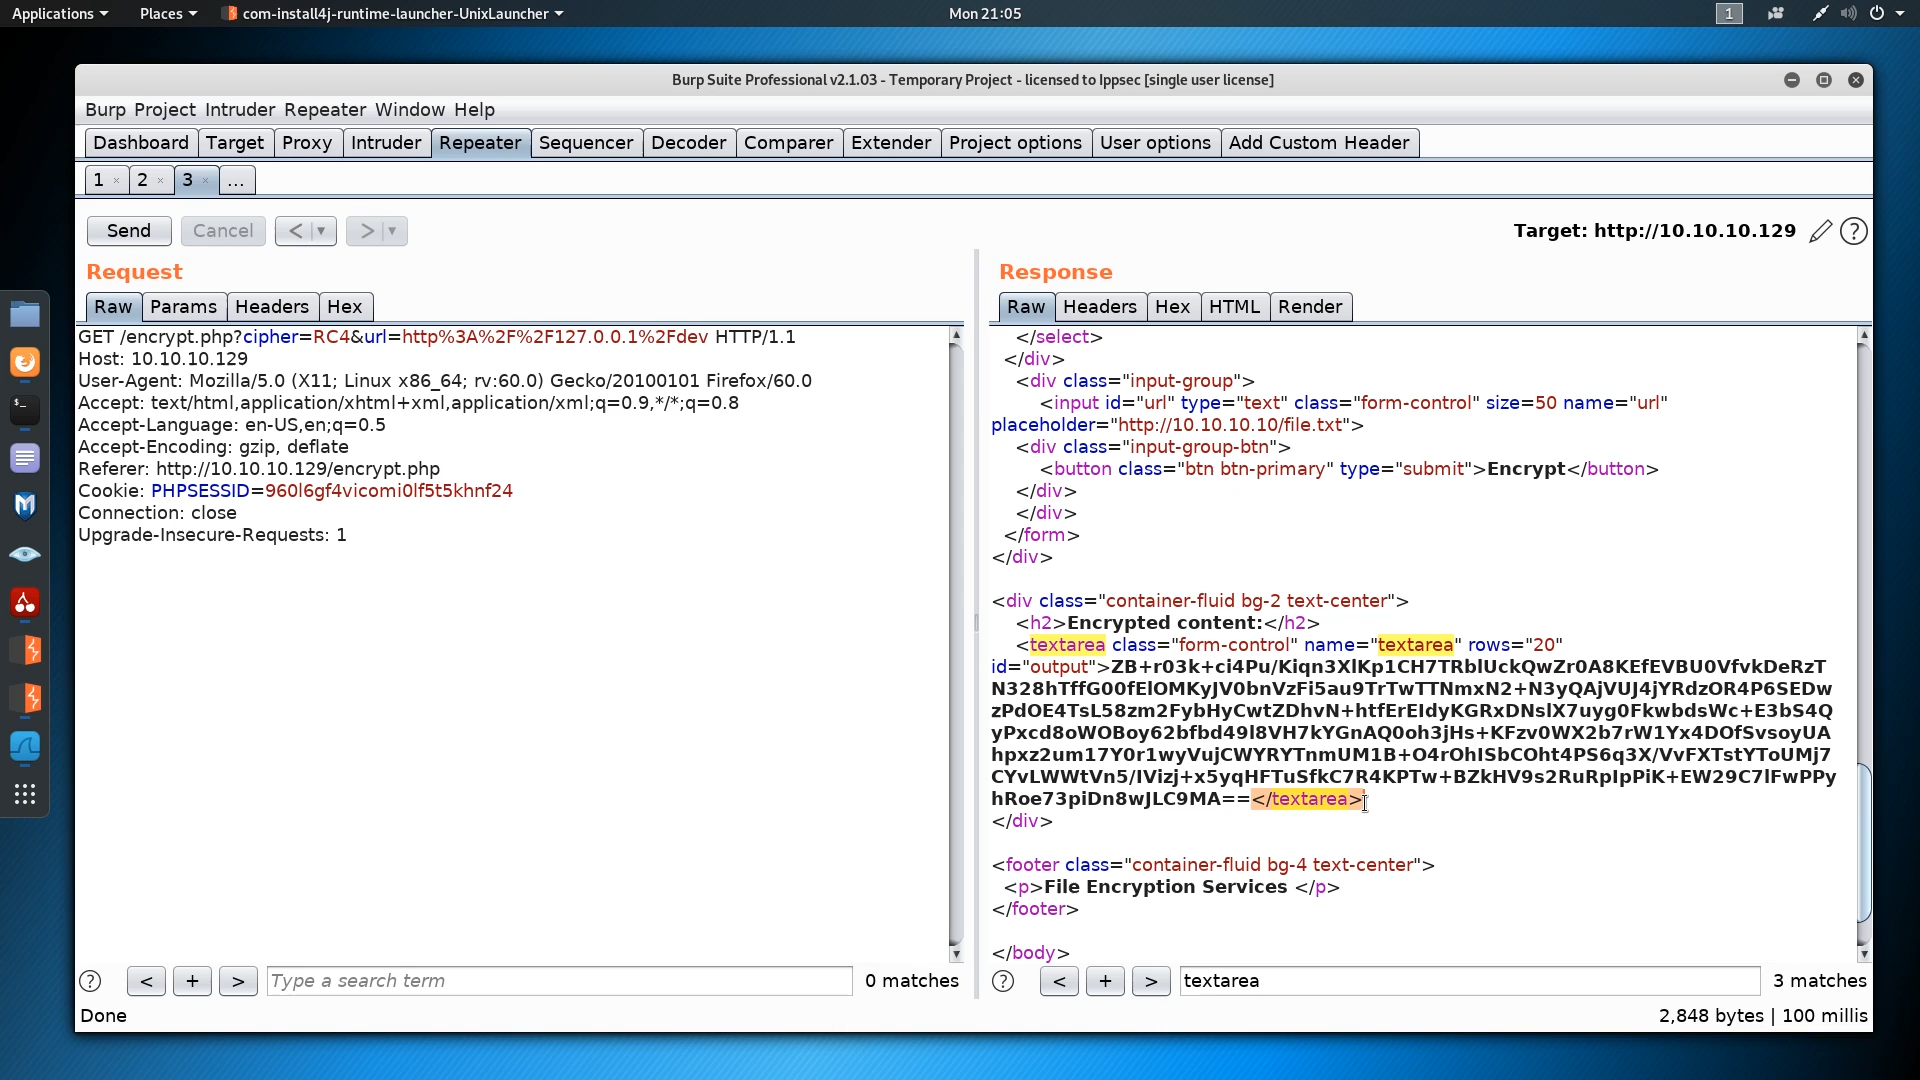 Applications Places com-install4j-runtime-launcher-UnixLauncher Mon 21:05 1
Burp Suite Professional v2.1.03 - Temporary Project - licensed to Ippsec [single user license]
Burp Project Intruder Repeater Window Help
Dashboard Target Proxy Intruder Repeater Sequencer Decoder Comparer Extender Project options User options Add Custom Header
1 × 2 × 3 × ...
Send Cancel < > Target: http://10.10.10.129 ?
Request
Raw Params Headers Hex
GET /encrypt.php?cipher=RC4&url=http%3A%2F%2F127.0.0.1%2Fdev HTTP/1.1
Host: 10.10.10.129
User-Agent: Mozilla/5.0 (X11; Linux x86_64; rv:60.0) Gecko/20100101 Firefox/60.0
Accept: text/html,application/xhtml+xml,application/xml;q=0.9,*/*;q=0.8
Accept-Language: en-US,en;q=0.5
Accept-Encoding: gzip, deflate
Referer: http://10.10.10.129/encrypt.php
Cookie: PHPSESSID=960l6gf4vicomi0lf5t5khnf24
Connection: close
Upgrade-Insecure-Requests: 1
? < + > Type a search term 0 matches
Response
Raw Headers Hex HTML Render
</select>
</div>
<div class="input-group">
<input id="url" type="text" class="form-control" size=50 name="url"
placeholder="http://10.10.10.10/file.txt">
<div class="input-group-btn">
<button class="btn btn-primary" type="submit">Encrypt</button>
</div>
</div>
</form>
</div>
<div class="container-fluid bg-2 text-center">
<h2>Encrypted content:</h2>
<textarea class="form-control" name="textarea" rows="20"
id="output">ZB+r03k+ci4Pu/Kiqn3XlKp1CH7TRblUckQwZr0A8KEfEVBU0VfvkDeRzT
N328hTffG00fElOMKyJV0bnVzFi5au9TrTwTTNmxN2+N3yQAjVUJ4jYRdzOR4P6SEDw
zPdOE4TsL58zm2FybHyCwtZDhvN+htfErEIdyKGRxDNslX7uyg0FkwbdsWc+E3bS4Q
yPxcd8oWOBoy62bfbd49l8VH7kYGnAQ0oh3jHs+KFzv0WX2b7rW1Yx4DOfSvsoyUA
hpxz2um17Y0r1wyVujCWYRYTnmUM1B+O4rOhISbCOht4PS6q3X/VvFXTstYToUMj7
CYvLWWtVn5/IVizj+x5yqHFTuSfkC7R4KPTw+BZkHV9s2RuRpIpPiK+EW29C7lFwPPy
hRoe73piDn8wJLC9MA==</textarea>
</div>
<footer class="container-fluid bg-4 text-center">
<p>File Encryption Services </p>
</footer>
</body>
? < + > textarea 3 matches
Done 2,848 bytes | 100 millis